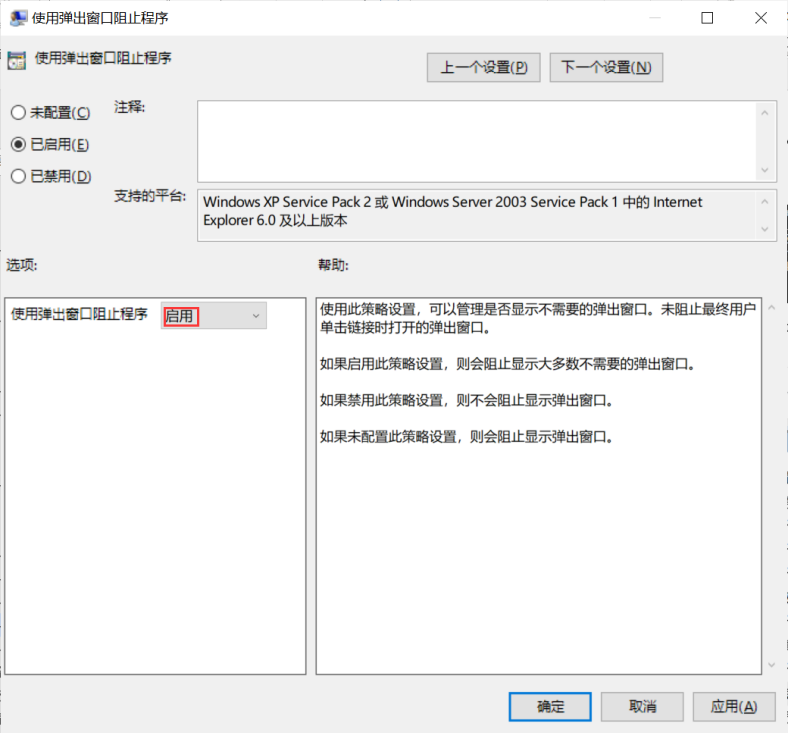 使用弹出窗口阻止程序
使用弹出窗口阻止程序
上一个设置(P)
下一个设置(N)
未配置(C)
注释:
已启用(E)
已禁用(D)
支持的平台:
Windows XP Service Pack 2 或 Windows Server 2003 Service Pack 1 中的 Internet
Explorer 6.0 及以上版本
选项:
帮助:
使用弹出窗口阻止程序
启用
使用此策略设置，可以管理是否显示不需要的弹出窗口。未阻止最终用户
单击链接时打开的弹出窗口。
如果启用此策略设置，则会阻止显示大多数不需要的弹出窗口。
如果禁用此策略设置，则不会阻止显示弹出窗口。
如果未配置此策略设置，则会阻止显示弹出窗口。
确定
取消
应用(A)